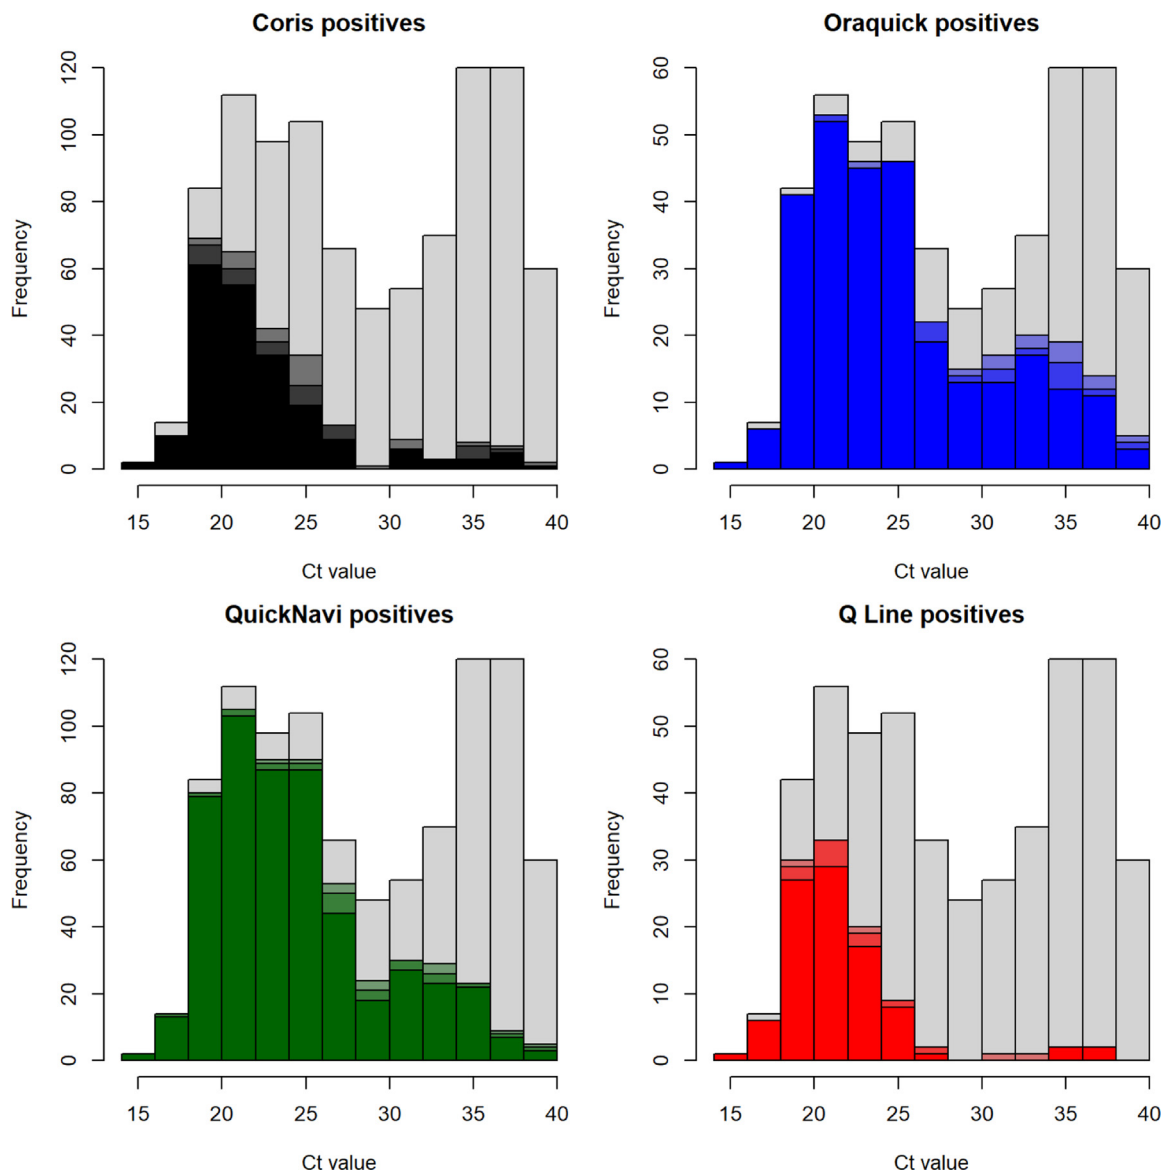 Coris positives
Frequency
0 20 40 60 80 100 120
15 20 25 30 35 40
Ct value
Oraquick positives
Frequency
0 10 20 30 40 50 60
15 20 25 30 35 40
Ct value
QuickNavi positives
Frequency
0 20 40 60 80 100 120
15 20 25 30 35 40
Ct value
Q Line positives
Frequency
0 10 20 30 40 50 60
15 20 25 30 35 40
Ct value